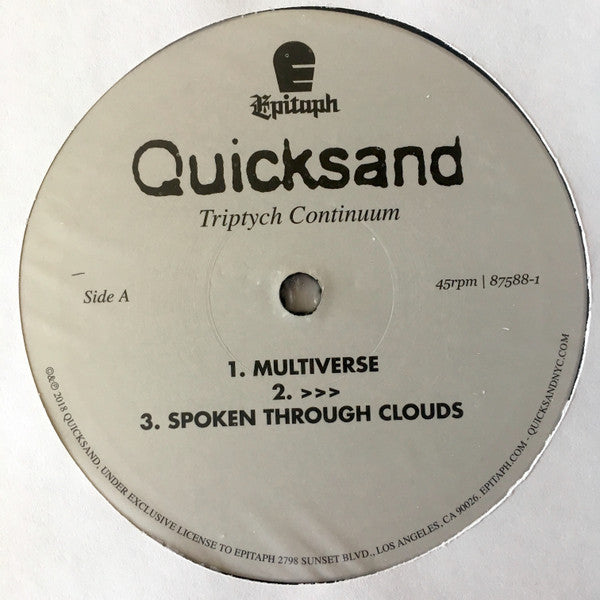 Epitaph
Quicksand
Triptych Continuum
Side A
45rpm | 87588-1
1. MULTIVERSE
2. >>>
3. SPOKEN THROUGH CLOUDS
©&℗ 2018 QUICKSAND, UNDER EXCLUSIVE LICENSE TO EPITAPH 2798 SUNSET BLVD., LOS ANGELES, CA 90026. EPITAPH.COM - QUICKSANDNYC.COM